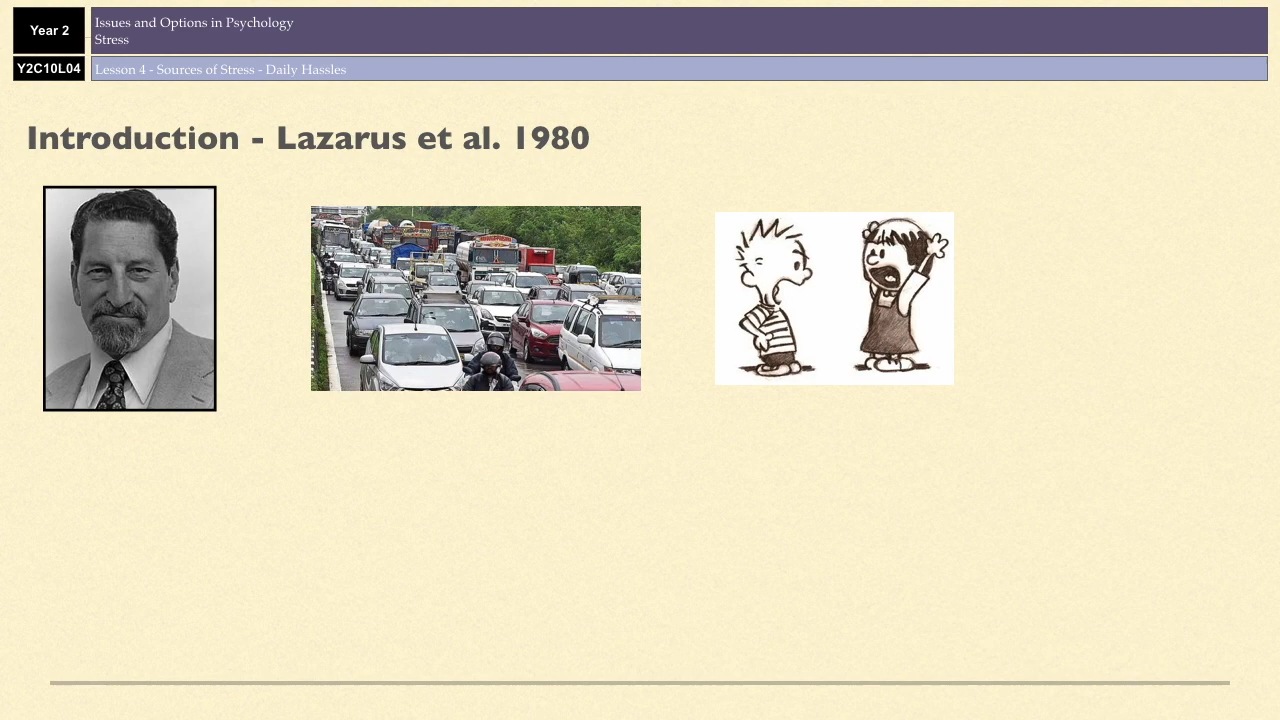 Year 2
Issues and Options in Psychology
Stress
Y2C10L04
Lesson 4 - Sources of Stress - Daily Hassles
Introduction - Lazarus et al. 1980